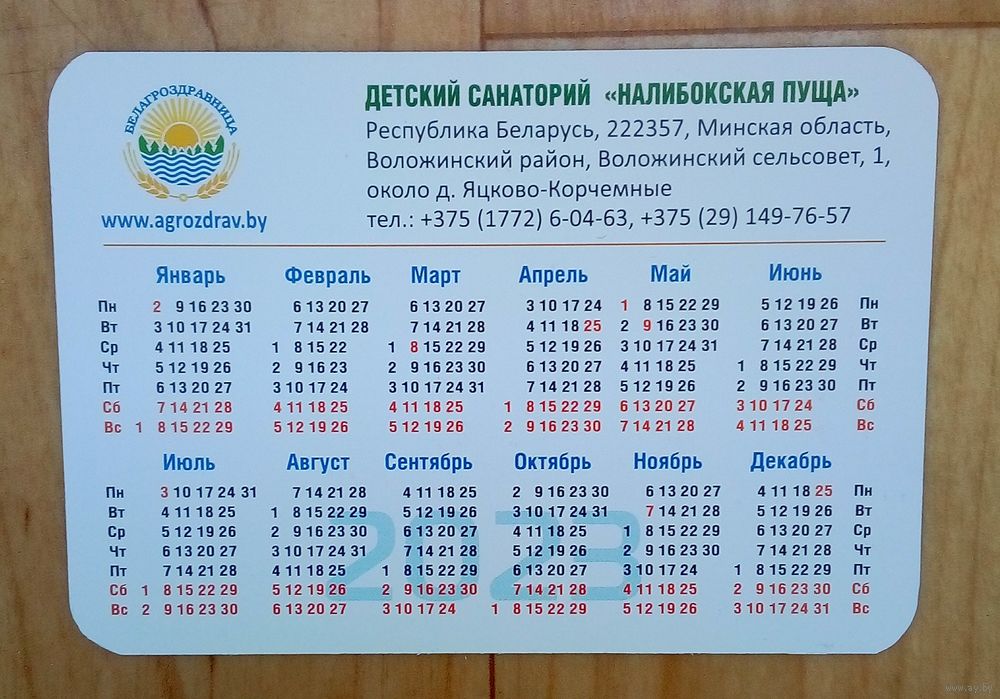 БЕЛАГРОЗДРАВНИЦА
www.agrozdrav.by
ДЕТСКИЙ САНАТОРИЙ «НАЛИБОКСКАЯ ПУЩА»
Республика Беларусь, 222357, Минская область,
Воложинский район, Воложинский сельсовет, 1,
около д. Яцково-Корчемные
тел.: +375 (1772) 6-04-63, +375 (29) 149-76-57
Январь Февраль Март Апрель Май Июнь
Пн 2 9 16 23 30 6 13 20 27 6 13 20 27 3 10 17 24 1 8 15 22 29 5 12 19 26 Пн
Вт 3 10 17 24 31 7 14 21 28 7 14 21 28 4 11 18 25 2 9 16 23 30 6 13 20 27 Вт
Ср 4 11 18 25 1 8 15 22 1 8 15 22 29 5 12 19 26 3 10 17 24 31 7 14 21 28 Ср
Чт 5 12 19 26 2 9 16 23 2 9 16 23 30 6 13 20 27 4 11 18 25 1 8 15 22 29 Чт
Пт 6 13 20 27 3 10 17 24 3 10 17 24 31 7 14 21 28 5 12 19 26 2 9 16 23 30 Пт
Сб 7 14 21 28 4 11 18 25 4 11 18 25 1 8 15 22 29 6 13 20 27 3 10 17 24 Сб
Вс 1 8 15 22 29 5 12 19 26 5 12 19 26 2 9 16 23 30 7 14 21 28 4 11 18 25 Вс
Июль Август Сентябрь Октябрь Ноябрь Декабрь
Пн 3 10 17 24 31 7 14 21 28 4 11 18 25 2 9 16 23 30 6 13 20 27 4 11 18 25 Пн
Вт 4 11 18 25 1 8 15 22 29 5 12 19 26 3 10 17 24 31 7 14 21 28 5 12 19 26 Вт
Ср 5 12 19 26 2 9 16 23 30 6 13 20 27 4 11 18 25 1 8 15 22 29 6 13 20 27 Ср
Чт 6 13 20 27 3 10 17 24 31 7 14 21 28 5 12 19 26 2 9 16 23 30 7 14 21 28 Чт
Пт 7 14 21 28 4 11 18 25 1 8 15 22 29 6 13 20 27 3 10 17 24 1 8 15 22 29 Пт
Сб 1 8 15 22 29 5 12 19 26 2 9 16 23 30 7 14 21 28 4 11 18 25 2 9 16 23 30 Сб
Вс 2 9 16 23 30 6 13 20 27 3 10 17 24 1 8 15 22 29 5 12 19 26 3 10 17 24 31 Вс
2023
www.ay.by